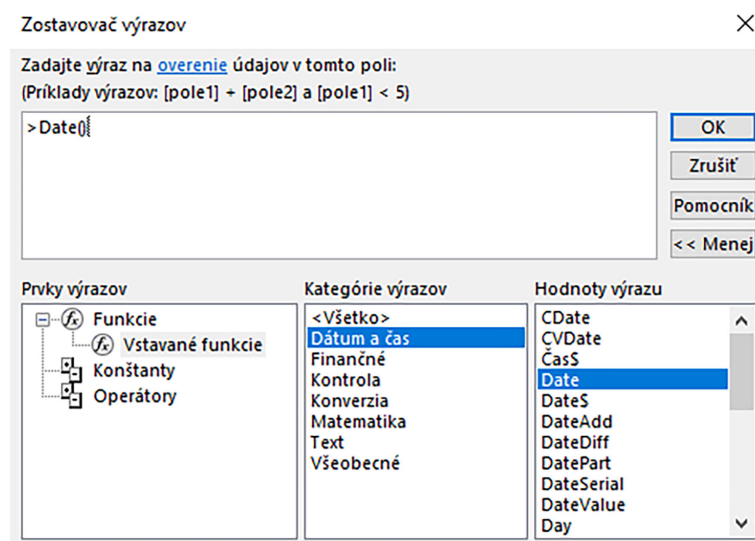 Zostavovač výrazov
Zadajte výraz na overenie údajov v tomto poli:
(Príklady výrazov: [pole1] + [pole2] a [pole1] < 5)
>Date()
OK
Zrušiť
Pomocník
<< Menej
Prvky výrazov
Funkcie
Vstavané funkcie
Konštanty
Operátory
Kategórie výrazov
<Všetko>
Dátum a čas
Finančné
Kontrola
Konverzia
Matematika
Text
Všeobecné
Hodnoty výrazu
CDate
CVDate
Čas$
Date
Date$
DateAdd
DateDiff
DatePart
DateSerial
DateValue
Day